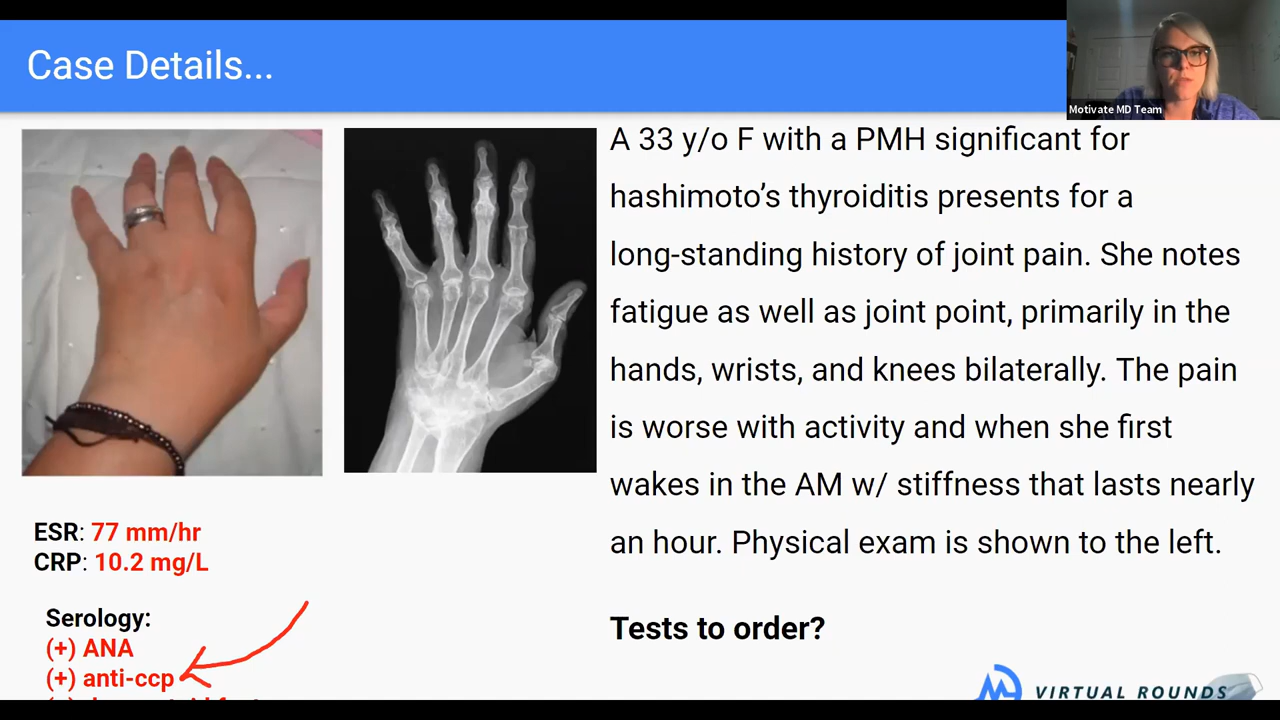 Case Details...
Motivate MD Team
A 33 y/o F with a PMH significant for
hashimoto's thyroiditis presents for a
long-standing history of joint pain. She notes
fatigue as well as joint point, primarily in the
hands, wrists, and knees bilaterally. The pain
is worse with activity and when she first
wakes in the AM w/ stiffness that lasts nearly
an hour. Physical exam is shown to the left.
ESR: 77 mm/hr
CRP: 10.2 mg/L
Serology:
(+) ANA
(+) anti-ccp
Tests to order?
VIRTUAL ROUNDS